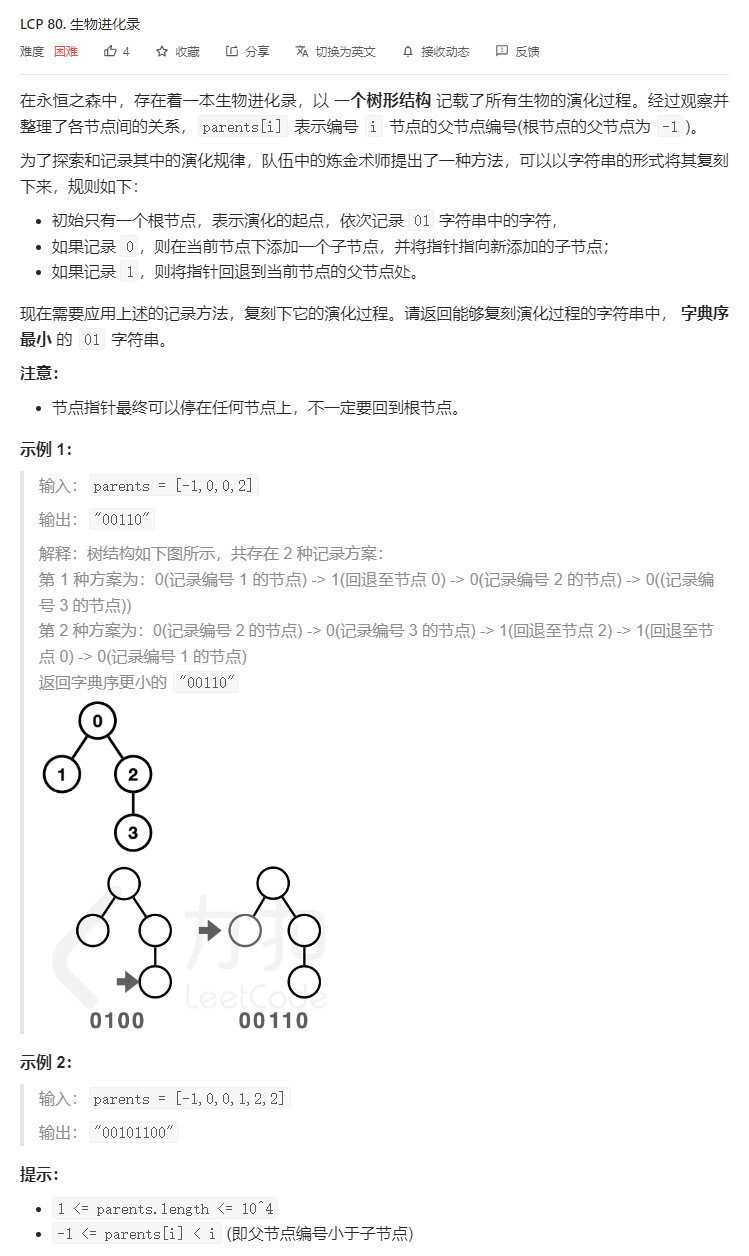 LCP 80. 生物进化录
难度 困难 4 收藏 分享 切换为英文 接收动态 反馈
在永恒之森中，存在着一本生物进化录，以 一个树形结构 记载了所有生物的演化过程。经过观察并
整理了各节点间的关系， parents[i] 表示编号 i 节点的父节点编号(根节点的父节点为 -1 )。
为了探索和记录其中的演化规律，队伍中的炼金术师提出了一种方法，可以以字符串的形式将其复刻
下来，规则如下：
• 初始只有一个根节点，表示演化的起点，依次记录 01 字符串中的字符，
• 如果记录 0 ，则在当前节点下添加一个子节点，并将指针指向新添加的子节点；
• 如果记录 1 ，则将指针回退到当前节点的父节点处。
现在需要应用上述的记录方法，复刻下它的演化过程。请返回能够复刻演化过程的字符串中， 字典序
最小 的 01 字符串。
注意：
• 节点指针最终可以停在任何节点上，不一定要回到根节点。
示例 1：
输入： parents = [-1,0,0,2]
输出： "00110"
解释：树结构如下图所示，共存在 2 种记录方案：
第 1 种方案为：0(记录编号 1 的节点) -> 1(回退至节点 0) -> 0(记录编号 2 的节点) -> 0((记录编
号 3 的节点))
第 2 种方案为：0(记录编号 2 的节点) -> 0(记录编号 3 的节点) -> 1(回退至节点 2) -> 1(回退至节
点 0) -> 0(记录编号 1 的节点)
返回字典序更小的 "00110"
0
1 2
3
力扣
LeetCode
0100 00110
示例 2：
输入： parents = [-1,0,0,1,2,2]
输出： "00101100"
提示：
• 1 <= parents.length <= 10^4
• -1 <= parents[i] < i (即父节点编号小于子节点)